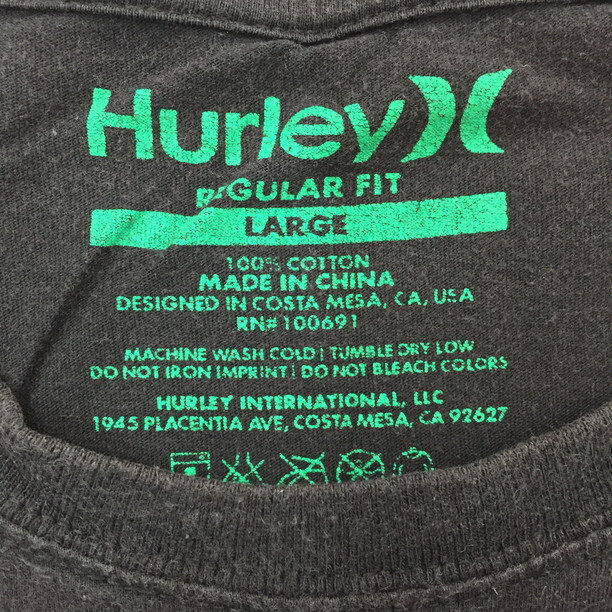 Hurley
REGULAR FIT
LARGE
100% COTTON
MADE IN CHINA
DESIGNED IN COSTA MESA, CA, USA
RN# 100691
MACHINE WASH COLD | TUMBLE DRY LOW
DO NOT IRON IMPRINT | DO NOT BLEACH COLORS
HURLEY INTERNATIONAL, LLC
1945 PLACENTIA AVE, COSTA MESA, CA 92627